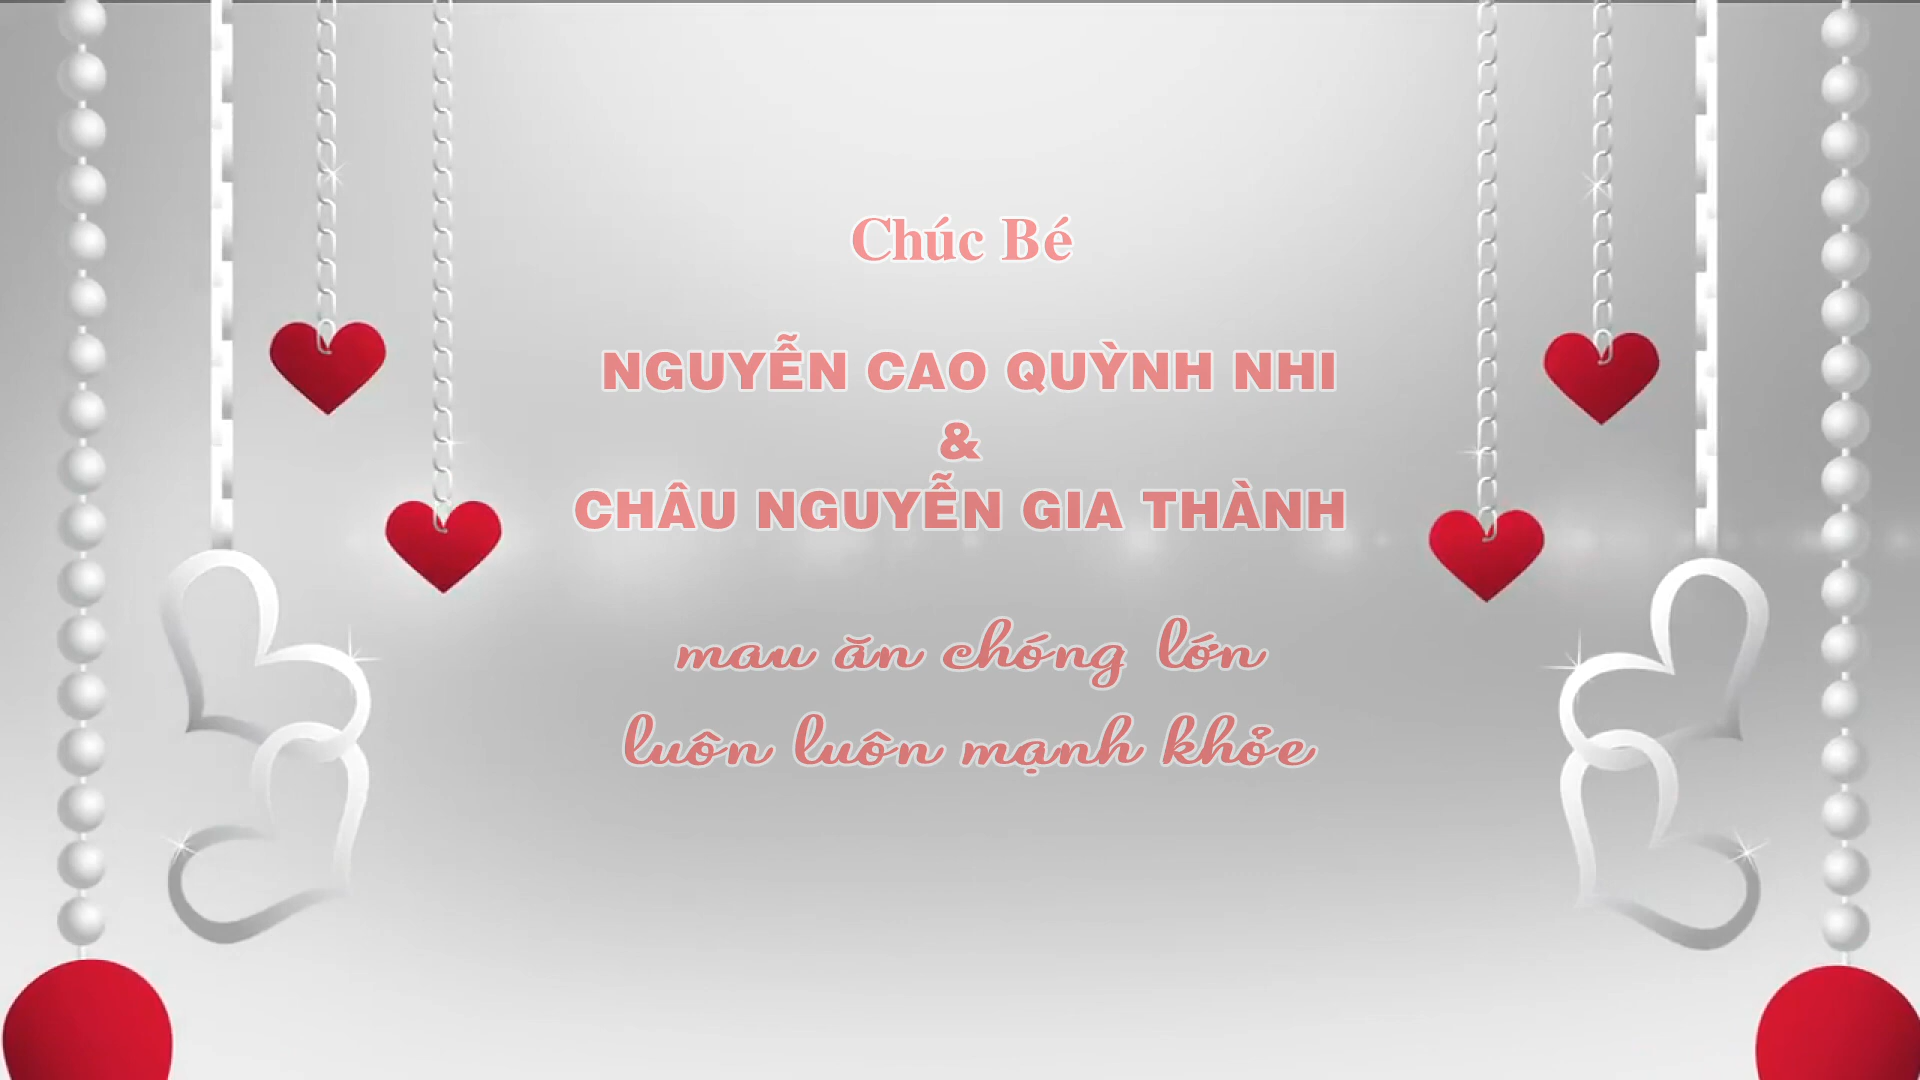 Chúc Bé
NGUYỄN CAO QUỲNH NHI
&
CHÂU NGUYỄN GIA THÀNH
mau ăn chóng lớn
luôn luôn mạnh khỏe